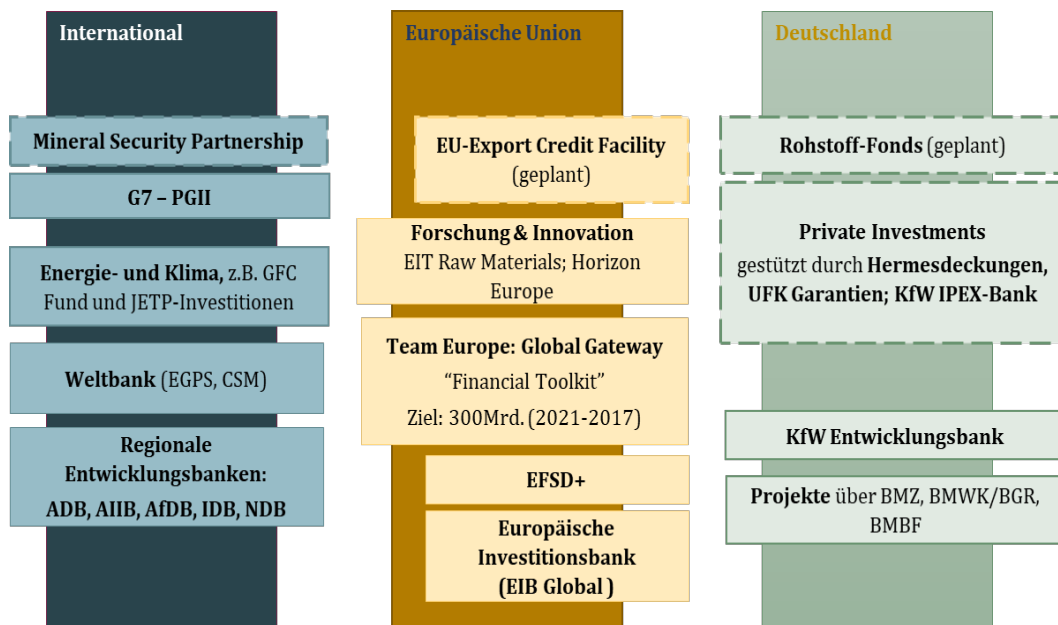 International
Mineral Security Partnership
G7 – PGII
Energie- und Klima, z.B. GFC
Fund und JETP-Investitionen
Weltbank (EGPS, CSM)
Regionale
Entwicklungsbanken:
ADB, AIIB, AfDB, IDB, NDB
Europäische Union
EU-Export Credit Facility
(geplant)
Forschung & Innovation
EIT Raw Materials; Horizon
Europe
Team Europe: Global Gateway
“Financial Toolkit”
Ziel: 300Mrd. (2021-2017)
EFSD+
Europäische
Investitionsbank
(EIB Global )
Deutschland
Rohstoff-Fonds (geplant)
Private Investments
gestützt durch Hermesdeckungen,
UFK Garantien; KfW IPEX-Bank
KfW Entwicklungsbank
Projekte über BMZ, BMWK/BGR,
BMBF